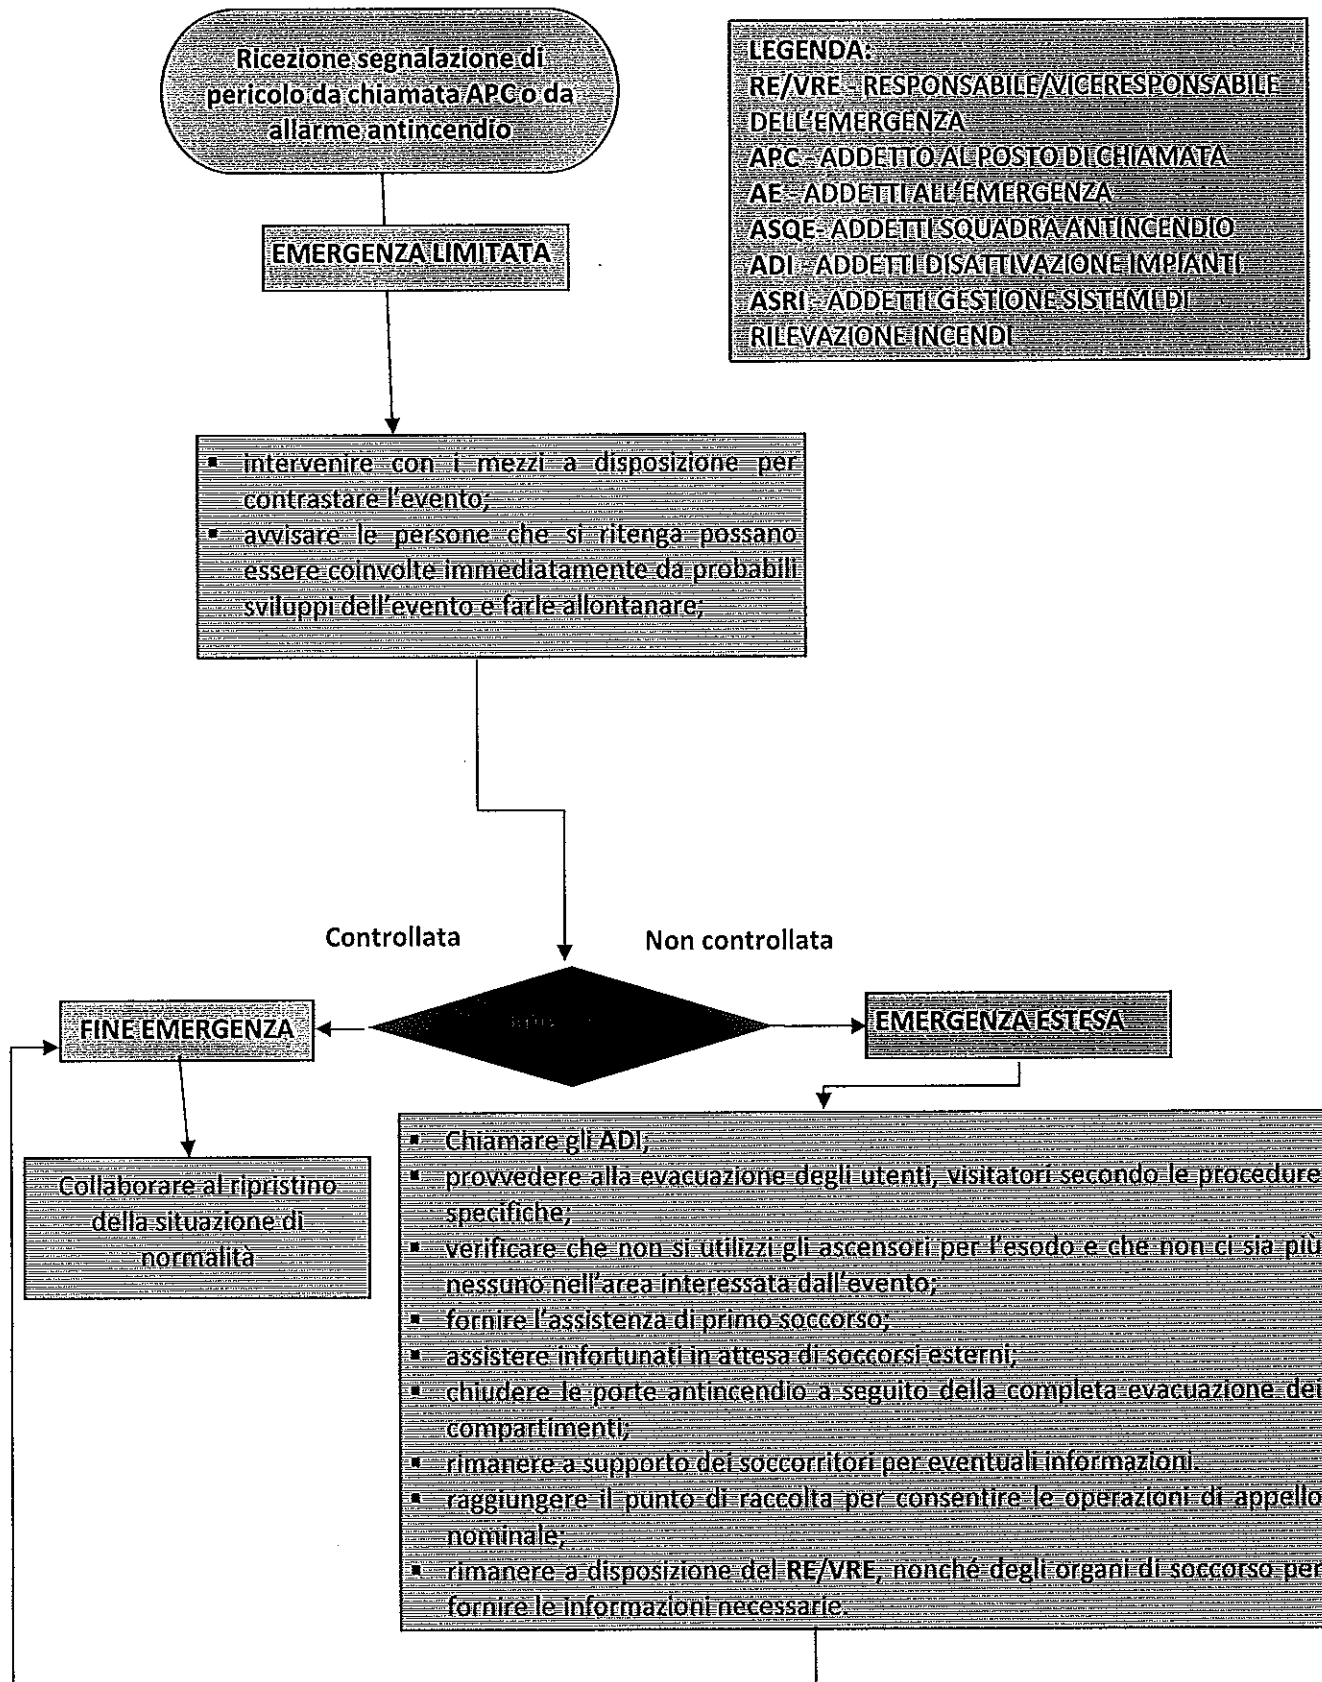 Ricezione segnalazione di
pericolo da chiamata APC o da
allarme antincendio
LEGENDA:
RE/VRE - RESPONSABILE/VICERESPONSABILE
DELL'EMERGENZA
APC - ADDETTO AL POSTO DI CHIAMATA
AE - ADDETTI ALL'EMERGENZA
ASQE- ADDETTI SQUADRA ANTINCENDIO
ADI - ADDETTI DISATTIVAZIONE IMPIANTI
ASRI - ADDETTI GESTIONE SISTEMI DI
RILEVAZIONE INCENDI
EMERGENZA LIMITATA
▪ intervenire con i mezzi a disposizione per
contrastare l'evento;
▪ avvisare le persone che si ritenga possano
essere coinvolte immediatamente da probabili
sviluppi dell'evento e farle allontanare;
Controllata
Non controllata
FINE EMERGENZA
EMERGENZA ESTESA
Collaborare al ripristino
della situazione di
normalità
▪ Chiamare gli ADI;
▪ provvedere alla evacuazione degli utenti, visitatori secondo le procedure
specifiche;
▪ verificare che non si utilizzi gli ascensori per l'esodo e che non ci sia più
nessuno nell'area interessata dall'evento;
▪ fornire l'assistenza di primo soccorso;
▪ assistere infortunati in attesa di soccorsi esterni;
▪ chiudere le porte antincendio a seguito della completa evacuazione dei
compartimenti;
▪ rimanere a supporto dei soccorritori per eventuali informazioni.
▪ raggiungere il punto di raccolta per consentire le operazioni di appello
nominale;
▪ rimanere a disposizione del RE/VRE, nonché degli organi di soccorso per
fornire le informazioni necessarie.